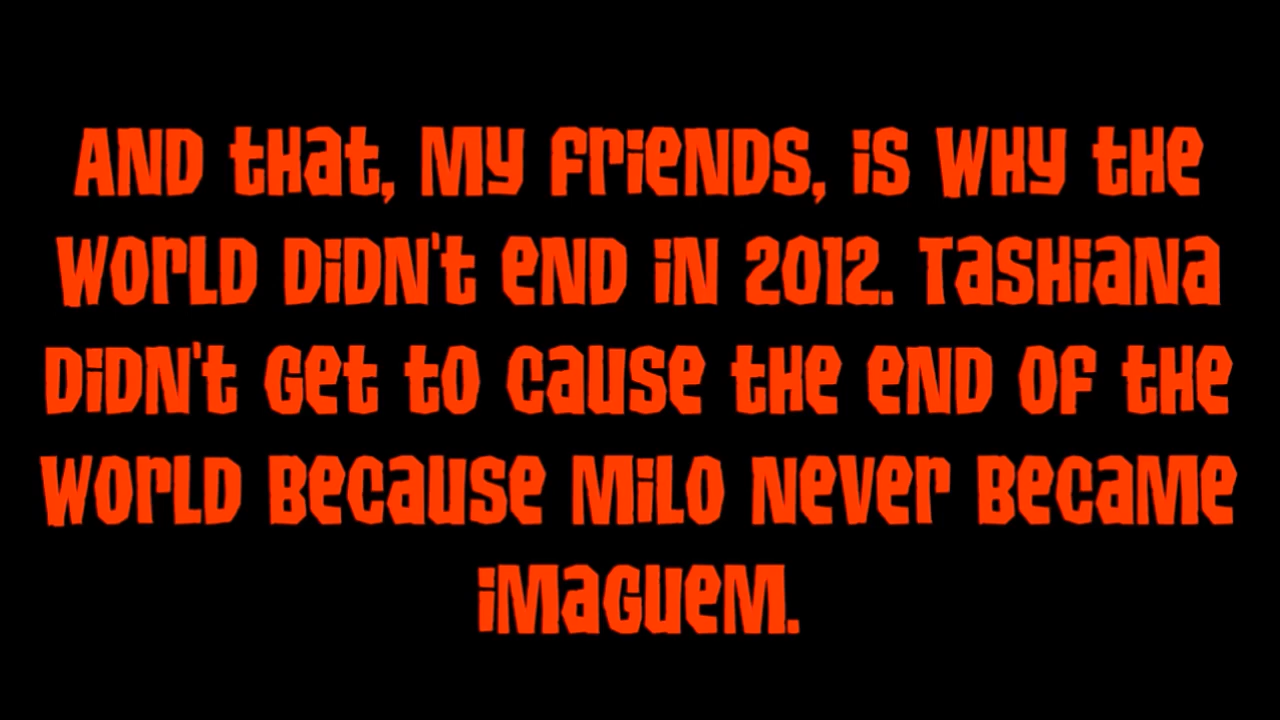 And that, my friends, is why the
world didn't end in 2012. Tashiana
didn't get to cause the end of the
world because Milo never became
imaguem.